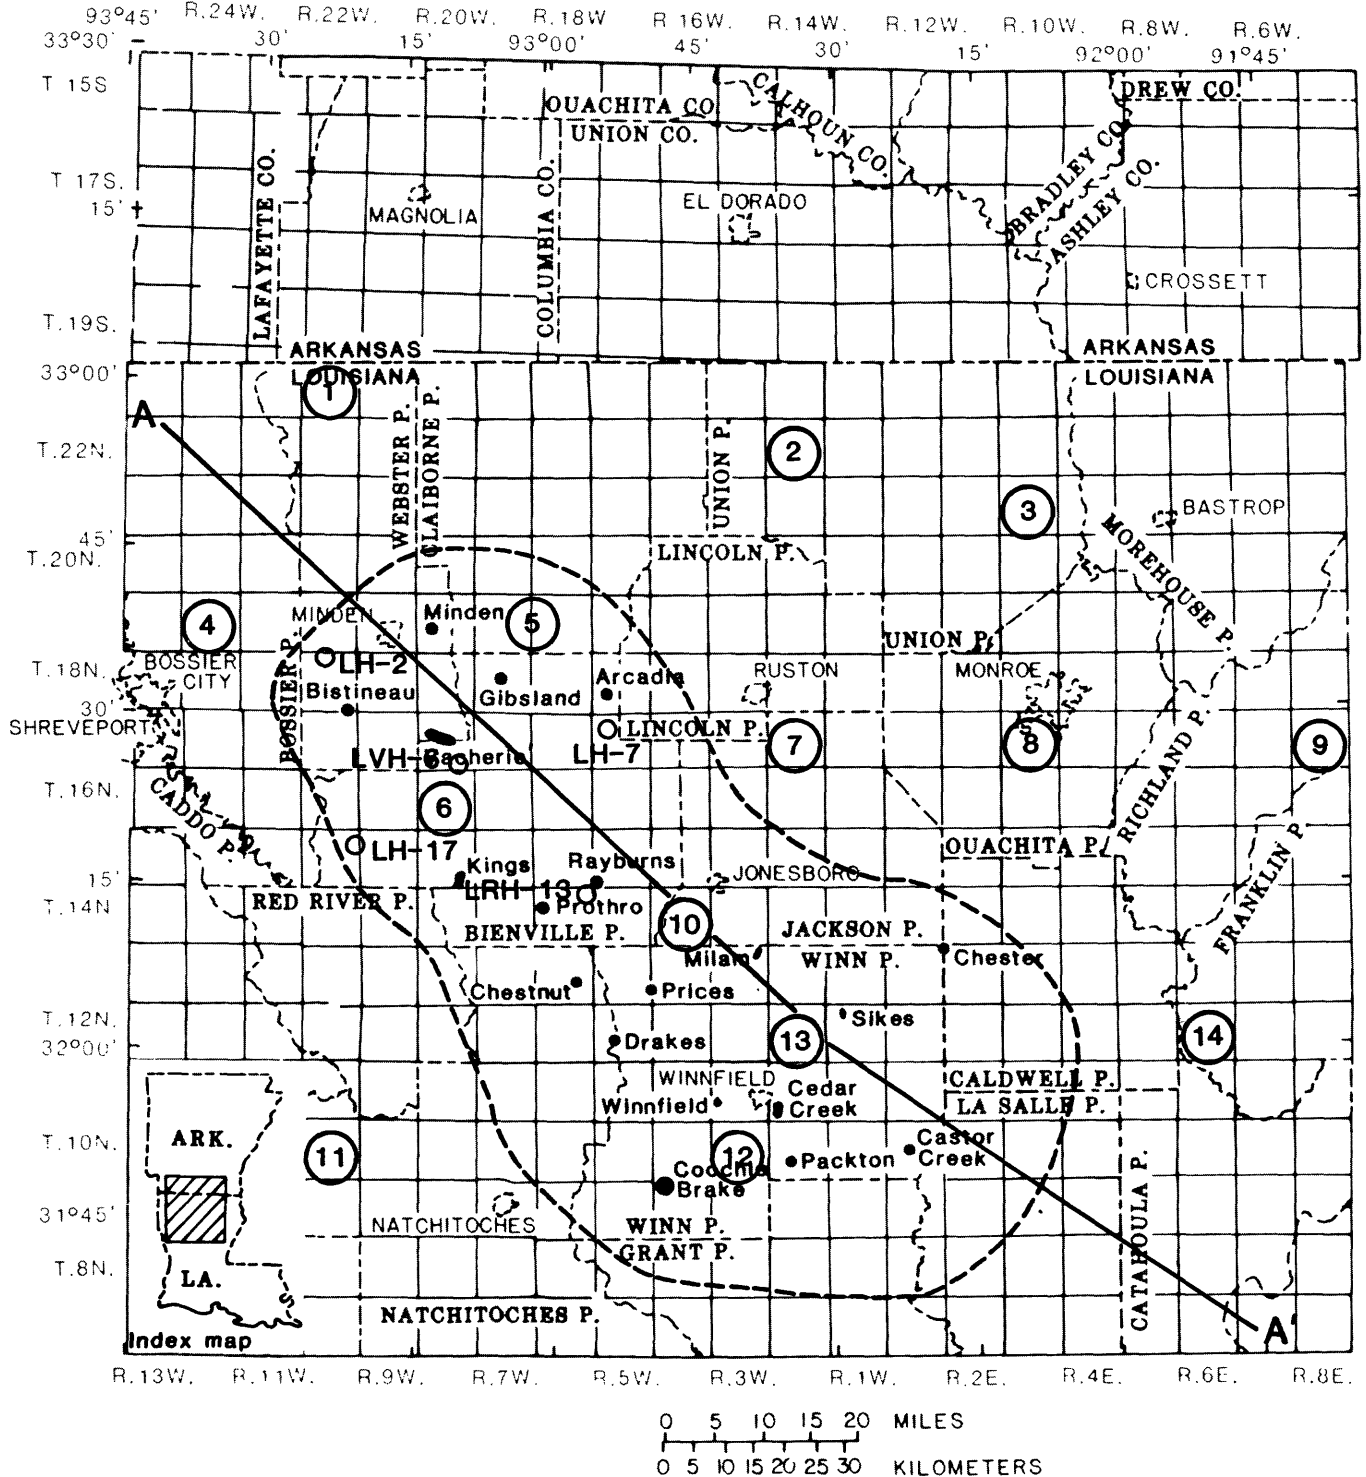 R.24W. R.22W. R.20W. R.18W R 16W. R.14W. R.12W. R.10W. R.8W. R.6W.
93°45' 30' 15' 93°00' 45' 30' 15' 92°00' 91°45'
33°30'
T 15S
DREW CO.
OUACHITA CO.
UNION CO.
CALHOUN CO.
BRADLEY CO.
ASHLEY CO.
LAFAYETTE CO.
COLUMBIA CO.
T 17S.
15'
MAGNOLIA
EL DORADO
CROSSETT
T.19S.
ARKANSAS
LOUISIANA
ARKANSAS
LOUISIANA
33°00'
1
A
WEBSTER P.
CLAIBORNE P.
UNION P.
T.22N.
2
3
BASTROP
45'
T.20N.
LINCOLN P.
MOREHOUSE P.
4
MINDEN
Minden
5
UNION P.
BOSSIER P.
LH-2
T.18N.
BOSSIER
CITY
Bistineau
Gibsland
Arcadia
RUSTON
MONROE
30'
SHREVEPORT
LINCOLN P.
LVH-6
Vacherie
LH-7
7
8
9
RICHLAND P.
T.16N.
CADDO P.
6
LH-17
OUACHITA P.
FRANKLIN P.
Kings
Rayburns
JONESBORO
15'
LRH-13
T.14N
RED RIVER P.
Prothro
10
BIENVILLE P.
JACKSON P.
WINN P.
Milam
Chester
Chestnut
Prices
T.12N.
Sikes
32°00'
Drakes
13
14
WINNFIELD
CALDWELL P.
LA SALLE P.
Winnfield
Cedar
Creek
ARK.
T.10N.
11
12
Packton
Castor
Creek
Coochie
Brake
31°45'
NATCHITOCHES
WINN P.
GRANT P.
CATAHOULA P.
T.8N.
LA.
NATCHITOCHES P.
A'
Index map
R.13W. R.11W. R.9W. R.7W. R.5W. R.3W. R.1W. R.2E. R.4E. R.6E. R.8E.
0 5 10 15 20 MILES
0 5 10 15 20 25 30 KILOMETERS